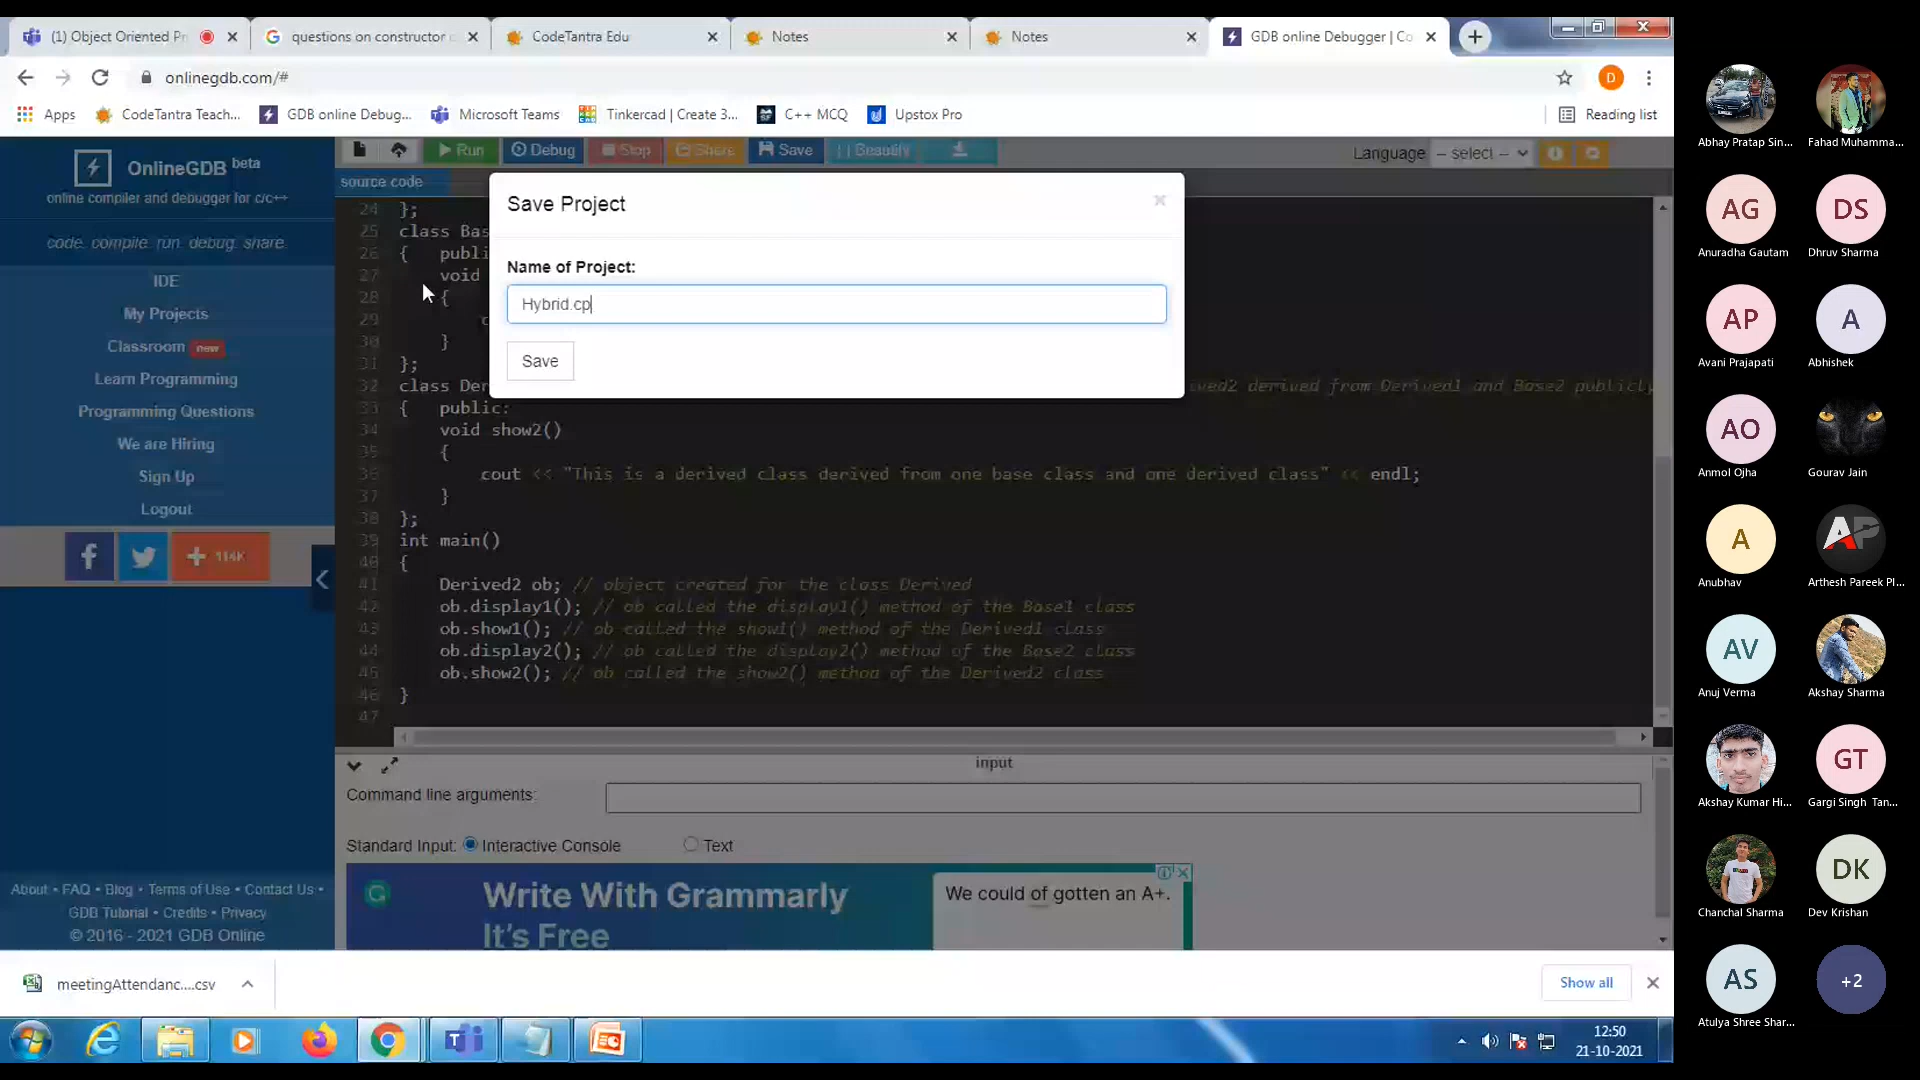 (1) Object Oriented Pr
questions on constructor
CodeTantra Edu
Notes
Notes
GDB online Debugger | Co
onlinegdb.com/#
D
Apps
CodeTantra Teach...
GDB online Debug...
Microsoft Teams
Tinkercad | Create 3...
C++ MCQ
Upstox Pro
Reading list
OnlineGDB beta
online compiler and debugger for c/c++
code. compile. run. debug. share.
IDE
My Projects
Classroom new
Learn Programming
Programming Questions
We are Hiring
Sign Up
Logout
114K
About • FAQ • Blog • Terms of Use • Contact Us •
GDB Tutorial • Credits • Privacy
© 2016 - 2021 GDB Online
Run
Debug
Stop
Share
Save
{ } Beautify
Language
-- select --
source code
Save Project
×
Name of Project:
Hybrid.cp
Save
24 };
25 class Bas
26 { publi
27 void
28 {
29 c
30 }
31 };
32 class Der ived2 derived from Derived1 and Base2 publicly
33 { public:
34 void show2()
35 {
36 cout << "This is a derived class derived from one base class and one derived class" << endl;
37 }
38 };
39 int main()
40 {
41 Derived2 ob; // object created for the class Derived
42 ob.display1(); // ob called the display1() method of the Base1 class
43 ob.show1(); // ob called the show1() method of the Derived1 class
44 ob.display2(); // ob called the display2() method of the Base2 class
45 ob.show2(); // ob called the show2() method of the Derived2 class
46 }
47
input
Command line arguments:
Standard Input: Interactive Console Text
Write With Grammarly
It's Free
We could of gotten an A+.
meetingAttendanc....csv
Show all
12:50
21-10-2021
Abhay Pratap Sin...
Fahad Muhamma...
AG
Anuradha Gautam
DS
Dhruv Sharma
AP
Avani Prajapati
A
Abhishek
AO
Anmol Ojha
Gourav Jain
A
Anubhav
AP
Arthesh Pareek Pl...
AV
Anuj Verma
Akshay Sharma
Akshay Kumar Hi...
GT
Gargi Singh Tan...
Chanchal Sharma
DK
Dev Krishan
AS
Atulya Shree Shar...
+2